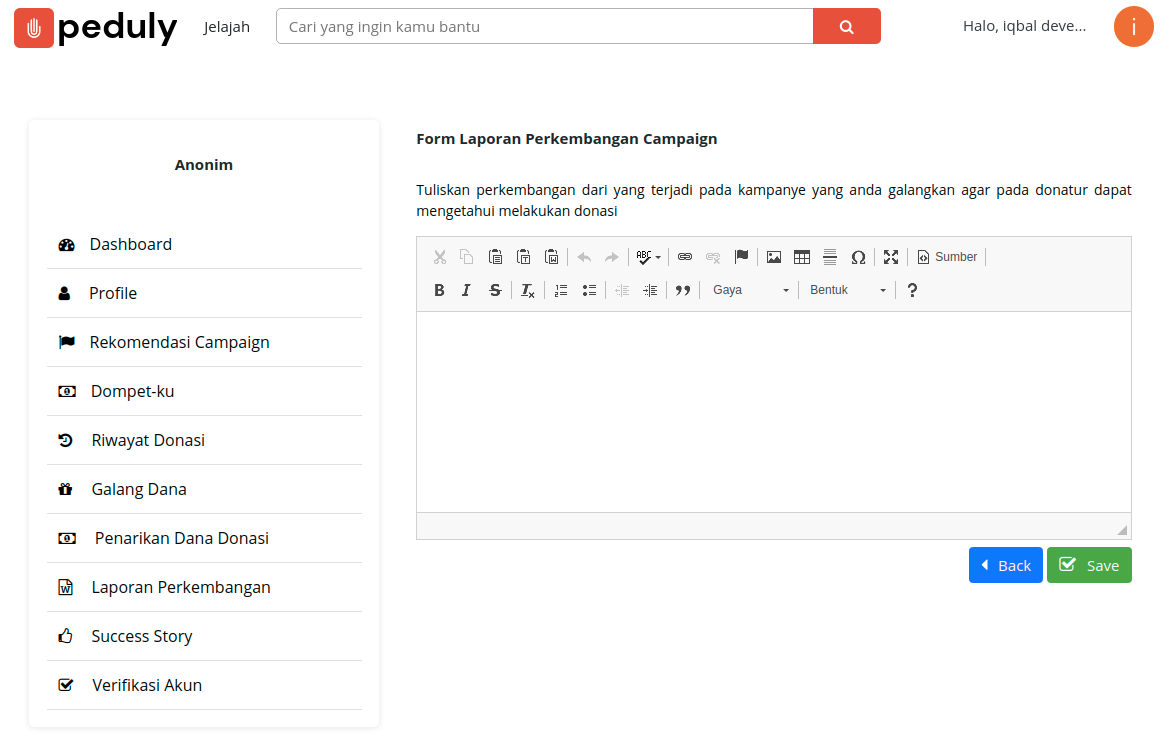 peduly
Jelajah
Cari yang ingin kamu bantu
Halo, iqbal deve...
i
Anonim
Dashboard
Profile
Rekomendasi Campaign
Dompet-ku
Riwayat Donasi
Galang Dana
Penarikan Dana Donasi
Laporan Perkembangan
Success Story
Verifikasi Akun
Form Laporan Perkembangan Campaign
Tuliskan perkembangan dari yang terjadi pada kampanye yang anda galangkan agar pada donatur dapat
mengetahui melakukan donasi
ABC Ω Sumber
B I S Tx Gaya Bentuk ?
Back Save